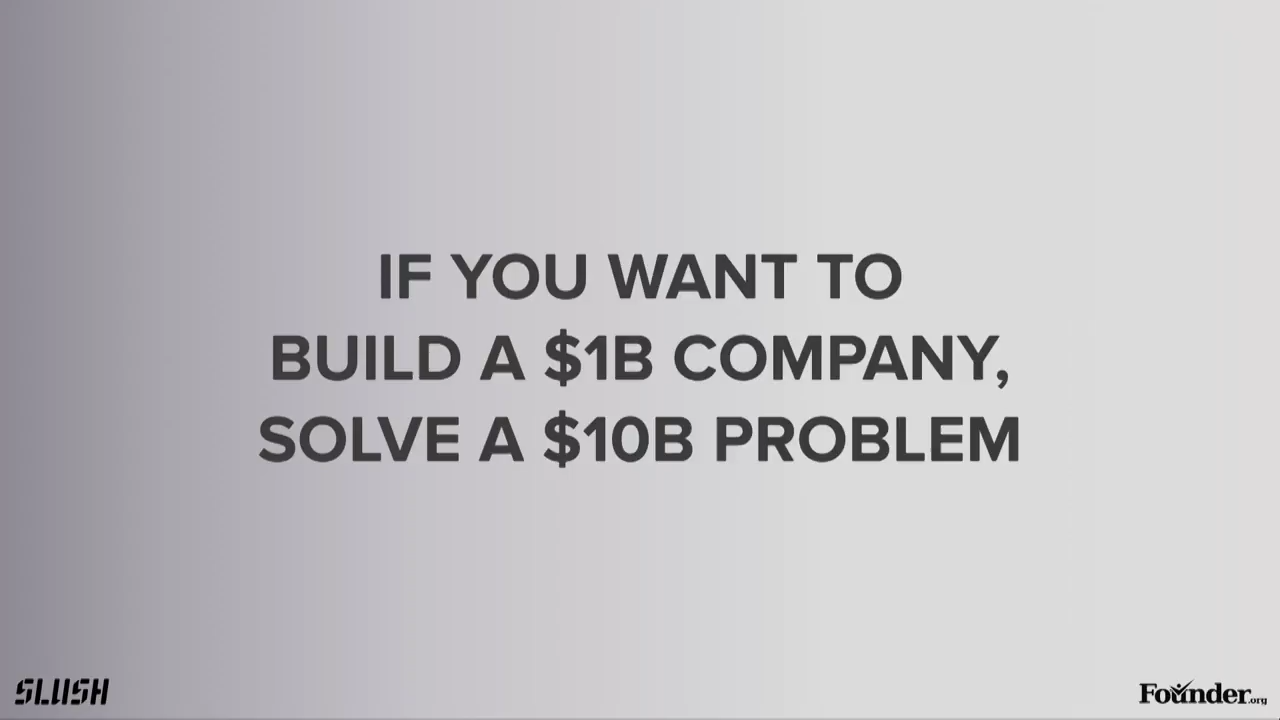 IF YOU WANT TO
BUILD A $1B COMPANY,
SOLVE A $10B PROBLEM
SLUSH
Founder.org